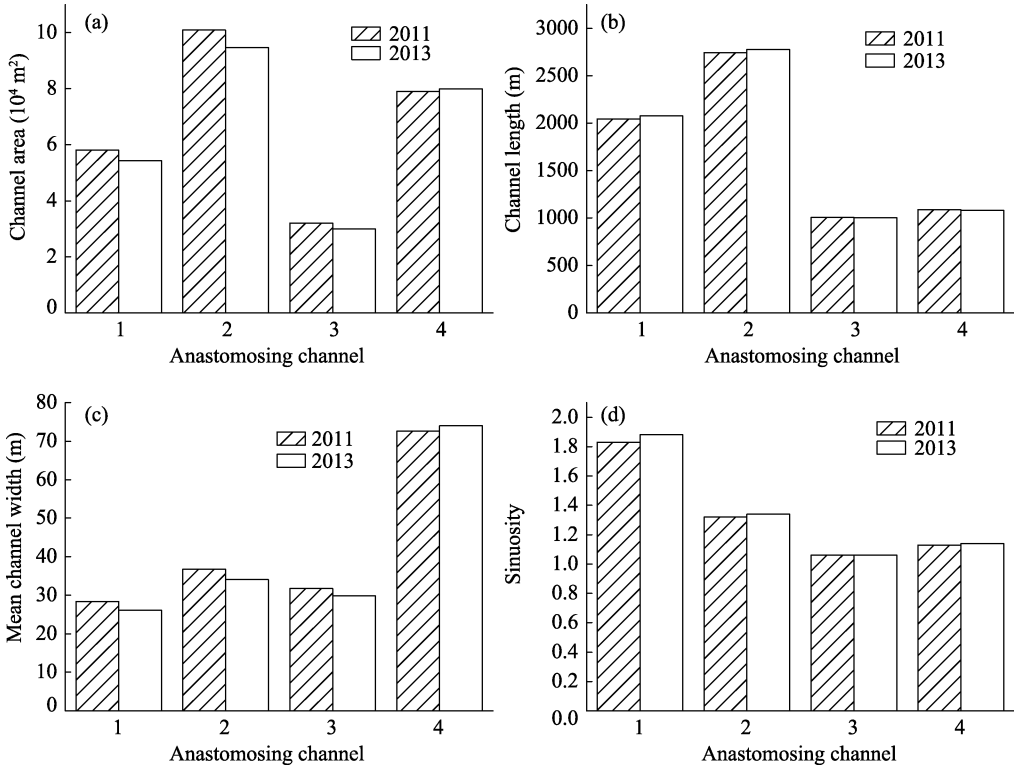 (a)
2011
2013
Channel area (10⁴ m²)
10
8
6
4
2
0
1 2 3 4
Anastomosing channel
(b)
2011
2013
Channel length (m)
3000
2500
2000
1500
1000
500
0
1 2 3 4
Anastomosing channel
(c)
2011
2013
Mean channel width (m)
80
70
60
50
40
30
20
10
0
1 2 3 4
Anastomosing channel
(d)
2011
2013
Sinuosity
2.0
1.8
1.6
1.4
1.2
1.0
0.8
0.6
0.4
0.2
0.0
1 2 3 4
Anastomosing channel